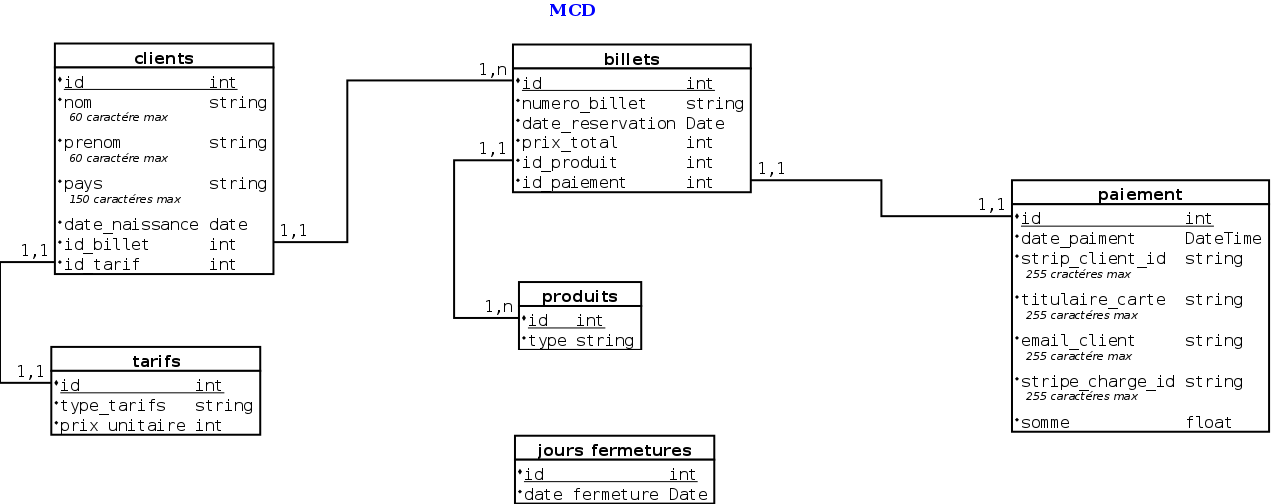 MCD
clients
id int
nom string
60 caractére max
prenom string
60 caractére max
pays string
150 caractéres max
date_naissance date
id_billet int
id_tarif int
1,1
1,1
1,n
1,1
1,1
billets
id int
numero_billet string
date_reservation Date
prix_total int
id_produit int
id_paiement int
1,1
1,n
produits
id int
type string
1,1
paiement
id int
date_paiment DateTime
strip_client_id string
255 cractéres max
titulaire_carte string
255 caractéres max
email_client string
255 caractére max
stripe_charge_id string
255 caractéres max
somme float
1,1
tarifs
id int
type_tarifs string
prix unitaire int
jours fermetures
id int
date fermeture Date